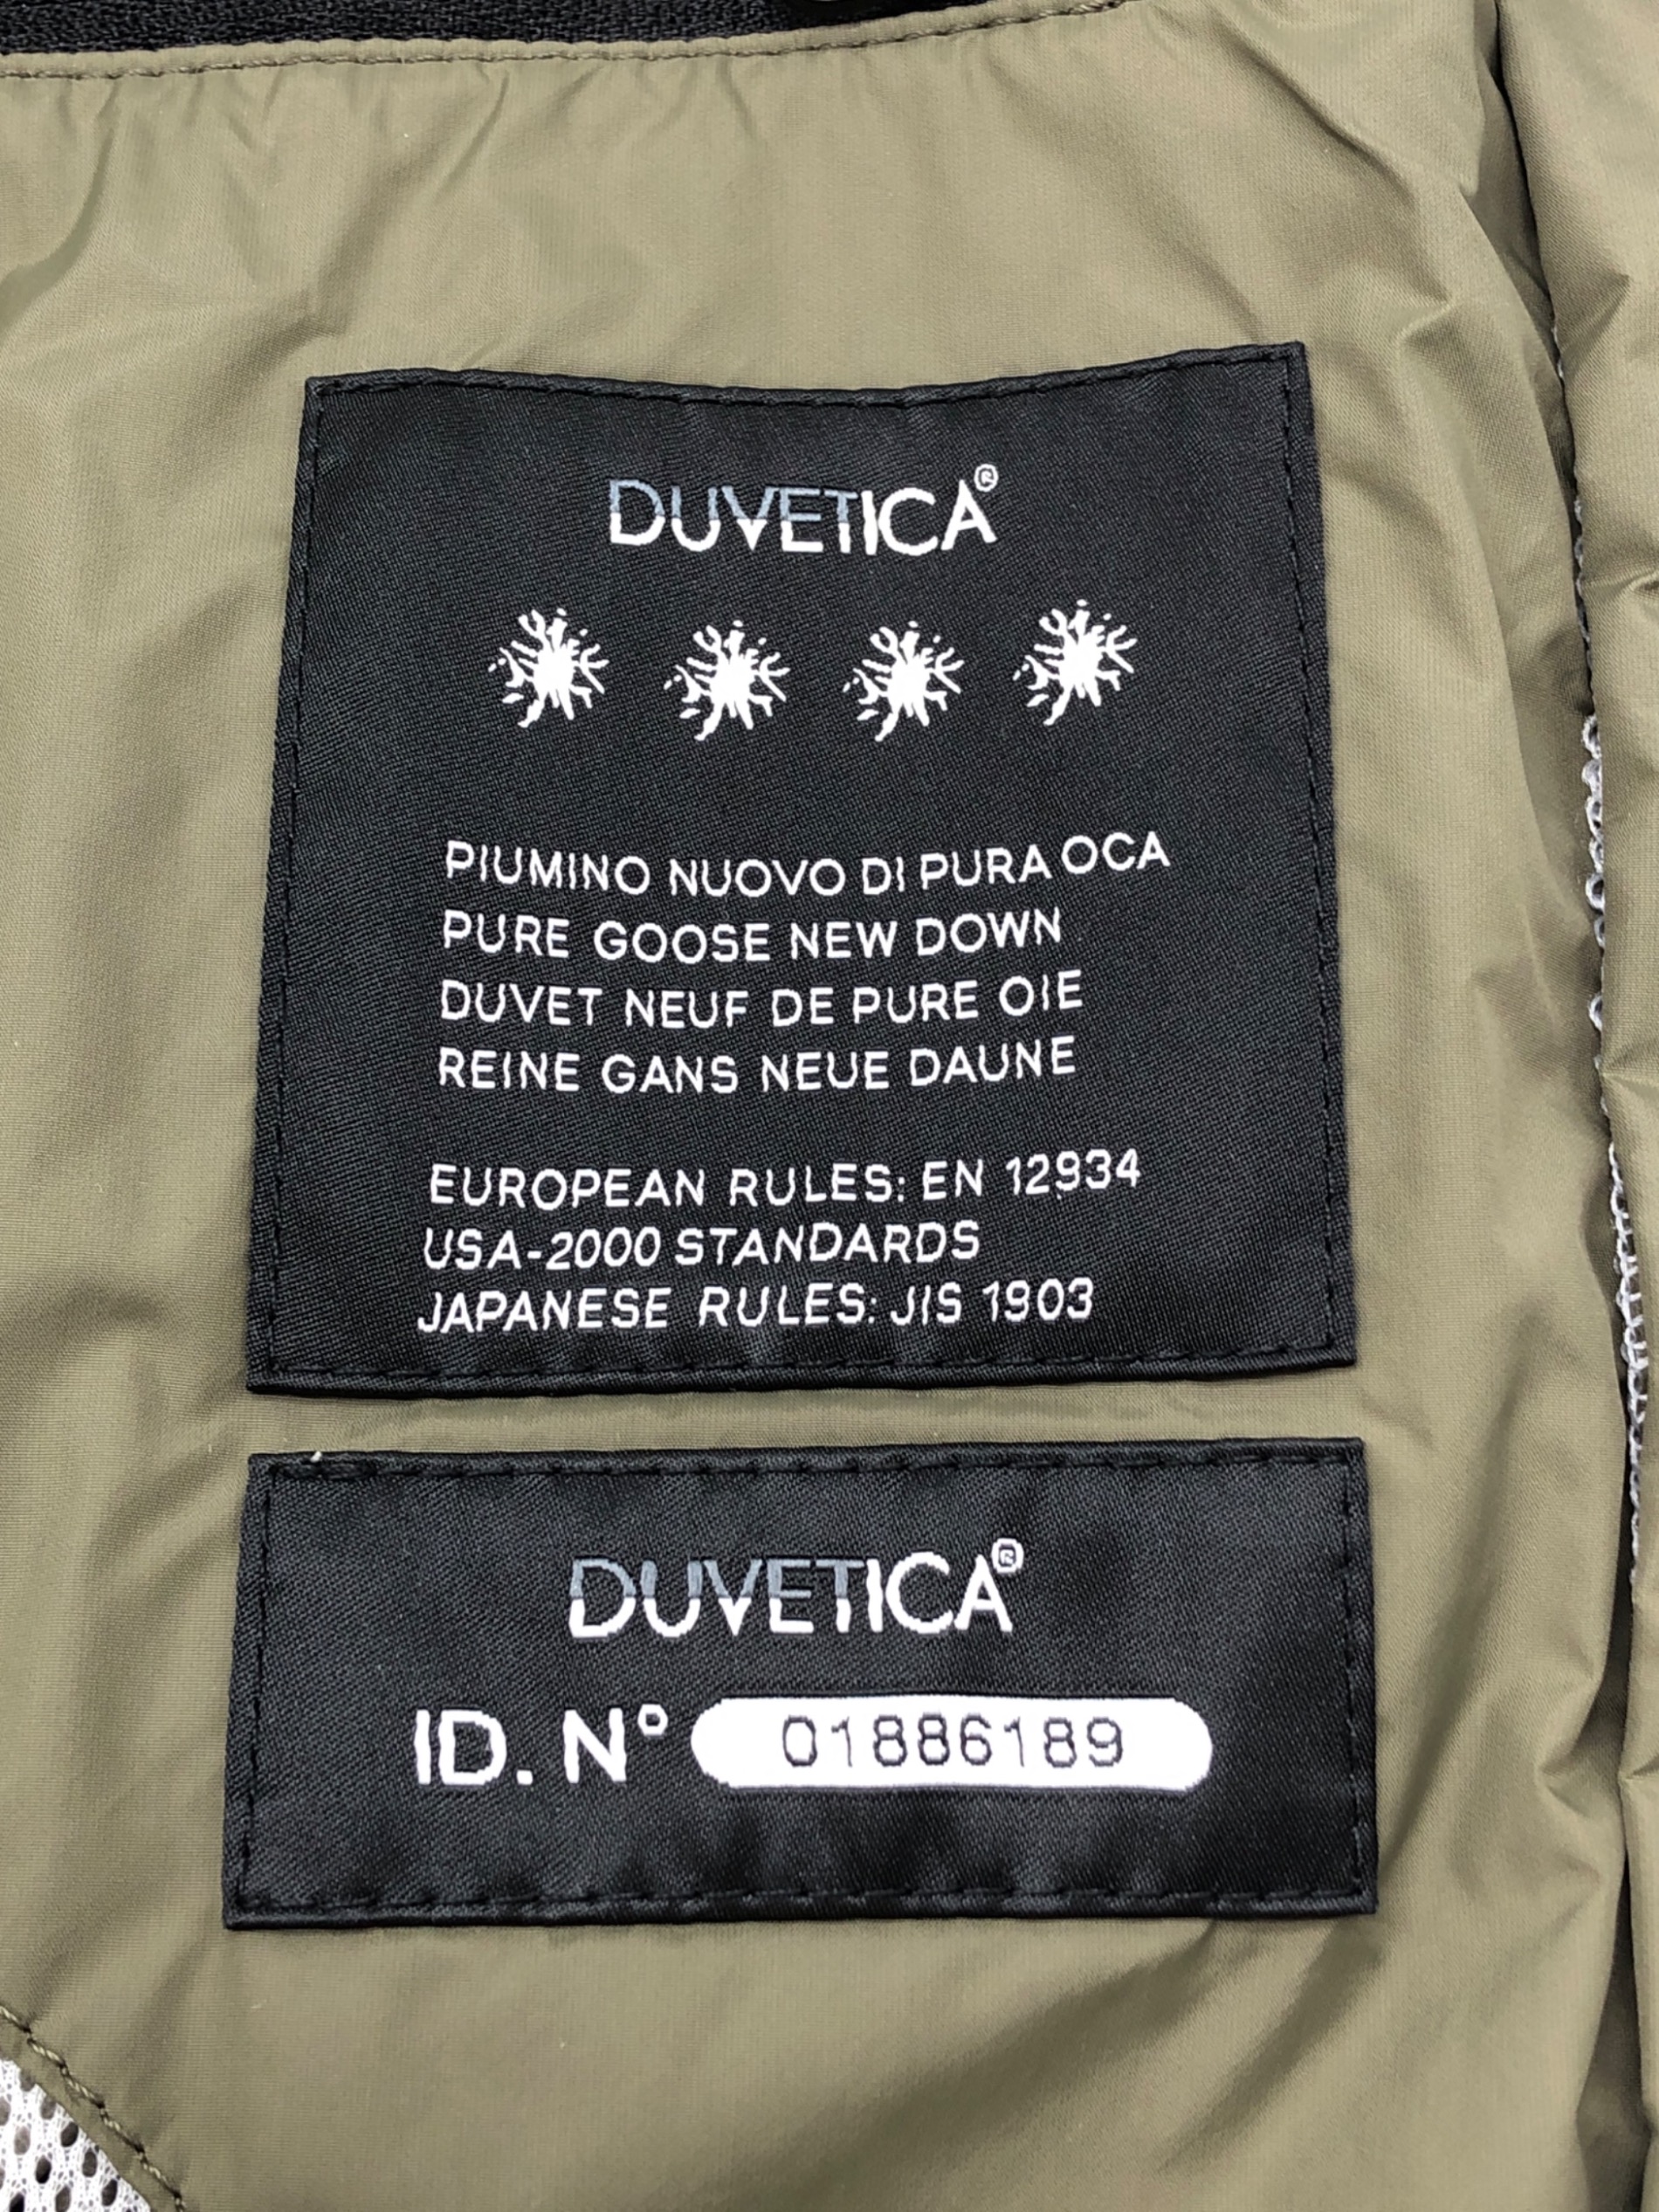 DUVETICA®
PIUMINO NUOVO DI PURA OCA
PURE GOOSE NEW DOWN
DUVET NEUF DE PURE OIE
REINE GANS NEUE DAUNE
EUROPEAN RULES: EN 12934
USA-2000 STANDARDS
JAPANESE RULES: JIS 1903
DUVETICA®
ID. N° 01886189